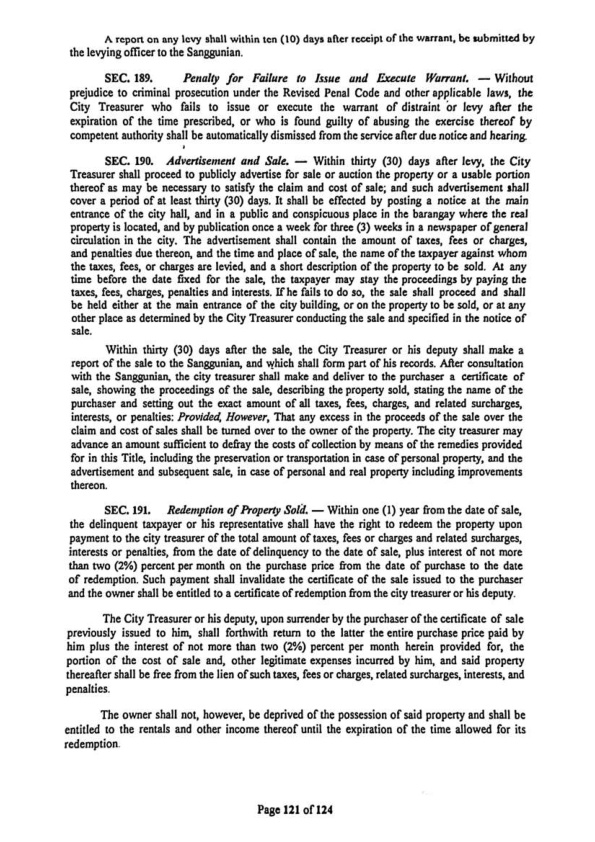 A report on any levy shall within ten (10) days after receipt of the warrant, be submitted by
the levying officer to the Sanggunian.
SEC. 189. Penalty for Failure to Issue and Execute Warrant. — Without
prejudice to criminal prosecution under the Revised Penal Code and other applicable laws, the
City Treasurer who fails to issue or execute the warrant of distraint or levy after the
expiration of the time prescribed, or who is found guilty of abusing the exercise thereof by
competent authority shall be automatically dismissed from the service after due notice and hearing.
SEC. 190. Advertisement and Sale. — Within thirty (30) days after levy, the City
Treasurer shall proceed to publicly advertise for sale or auction the property or a usable portion
thereof as may be necessary to satisfy the claim and cost of sale; and such advertisement shall
cover a period of at least thirty (30) days. It shall be effected by posting a notice at the main
entrance of the city hall, and in a public and conspicuous place in the barangay where the real
property is located, and by publication once a week for three (3) weeks in a newspaper of general
circulation in the city. The advertisement shall contain the amount of taxes, fees or charges,
and penalties due thereon, and the time and place of sale, the name of the taxpayer against whom
the taxes, fees, or charges are levied, and a short description of the property to be sold. At any
time before the date fixed for the sale, the taxpayer may stay the proceedings by paying the
taxes, fees, charges, penalties and interests. If he fails to do so, the sale shall proceed and shall
be held either at the main entrance of the city building, or on the property to be sold, or at any
other place as determined by the City Treasurer conducting the sale and specified in the notice of
sale.
Within thirty (30) days after the sale, the City Treasurer or his deputy shall make a
report of the sale to the Sanggunian, and which shall form part of his records. After consultation
with the Sanggunian, the city treasurer shall make and deliver to the purchaser a certificate of
sale, showing the proceedings of the sale, describing the property sold, stating the name of the
purchaser and setting out the exact amount of all taxes, fees, charges, and related surcharges,
interests, or penalties: Provided, However, That any excess in the proceeds of the sale over the
claim and cost of sales shall be turned over to the owner of the property. The city treasurer may
advance an amount sufficient to defray the costs of collection by means of the remedies provided
for in this Title, including the preservation or transportation in case of personal property, and the
advertisement and subsequent sale, in case of personal and real property including improvements
thereon.
SEC. 191. Redemption of Property Sold. — Within one (1) year from the date of sale,
the delinquent taxpayer or his representative shall have the right to redeem the property upon
payment to the city treasurer of the total amount of taxes, fees or charges and related surcharges,
interests or penalties, from the date of delinquency to the date of sale, plus interest of not more
than two (2%) percent per month on the purchase price from the date of purchase to the date
of redemption. Such payment shall invalidate the certificate of the sale issued to the purchaser
and the owner shall be entitled to a certificate of redemption from the city treasurer or his deputy.
The City Treasurer or his deputy, upon surrender by the purchaser of the certificate of sale
previously issued to him, shall forthwith return to the latter the entire purchase price paid by
him plus the interest of not more than two (2%) percent per month herein provided for, the
portion of the cost of sale and, other legitimate expenses incurred by him, and said property
thereafter shall be free from the lien of such taxes, fees or charges, related surcharges, interests, and
penalties.
The owner shall not, however, be deprived of the possession of said property and shall be
entitled to the rentals and other income thereof until the expiration of the time allowed for its
redemption.
Page 121 of 124